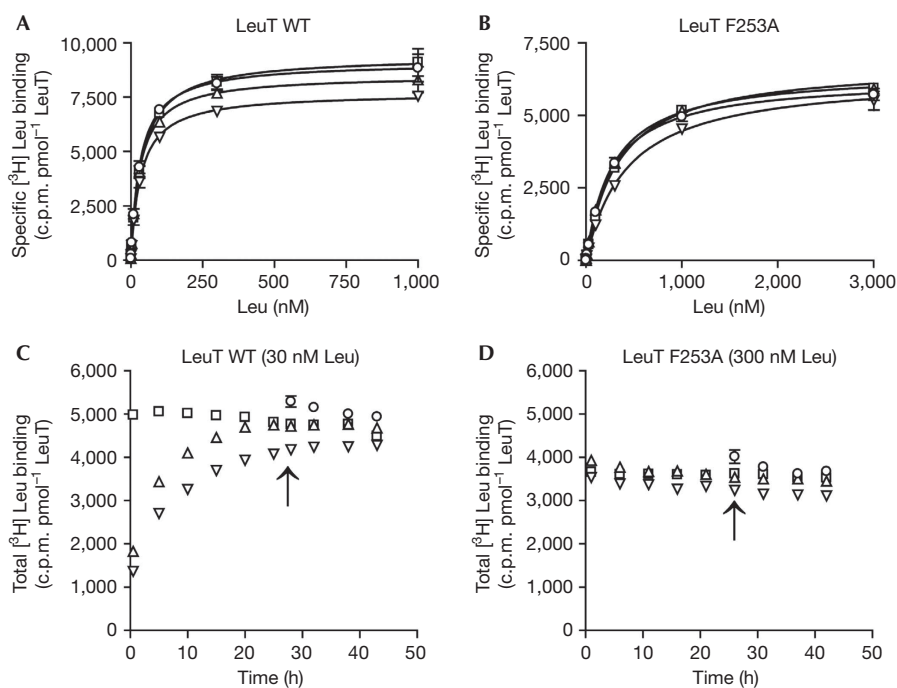 A LeuT WT
Specific [³H] Leu binding
(c.p.m. pmol⁻¹ LeuT)
10,000
7,500
5,000
2,500
0
0 250 500 750 1,000
Leu (nM)
B LeuT F253A
Specific [³H] Leu binding
(c.p.m. pmol⁻¹ LeuT)
7,500
5,000
2,500
0
0 1,000 2,000 3,000
Leu (nM)
C LeuT WT (30 nM Leu)
Total [³H] Leu binding
(c.p.m. pmol⁻¹ LeuT)
6,000
5,000
4,000
3,000
2,000
1,000
0
0 10 20 30 40 50
Time (h)
D LeuT F253A (300 nM Leu)
Total [³H] Leu binding
(c.p.m. pmol⁻¹ LeuT)
6,000
5,000
4,000
3,000
2,000
1,000
0
0 10 20 30 40 50
Time (h)